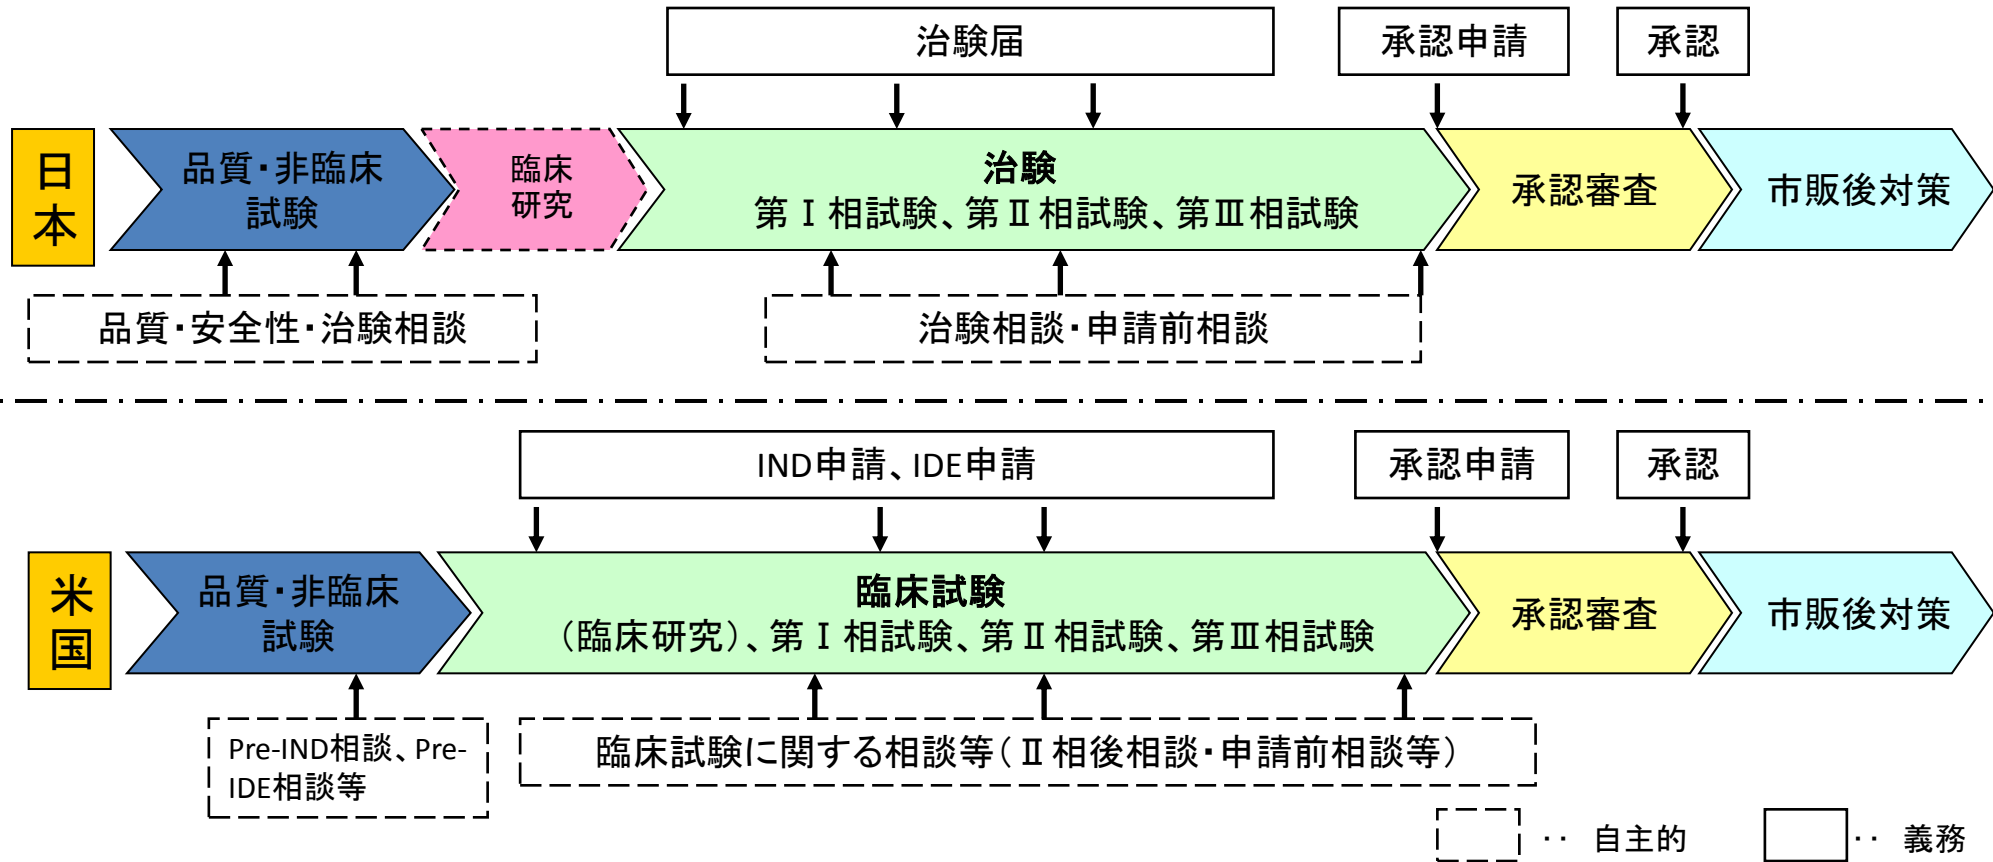 治験届
承認申請
承認
日本
品質・非臨床
試験
臨床
研究
治験
第Ⅰ相試験、第Ⅱ相試験、第Ⅲ相試験
承認審査
市販後対策
品質・安全性・治験相談
治験相談・申請前相談
IND申請、IDE申請
承認申請
承認
米国
品質・非臨床
試験
臨床試験
（臨床研究）、第Ⅰ相試験、第Ⅱ相試験、第Ⅲ相試験
承認審査
市販後対策
Pre-IND相談、Pre-
IDE相談等
臨床試験に関する相談等（Ⅱ相後相談・申請前相談等）
‥ 自主的
‥ 義務